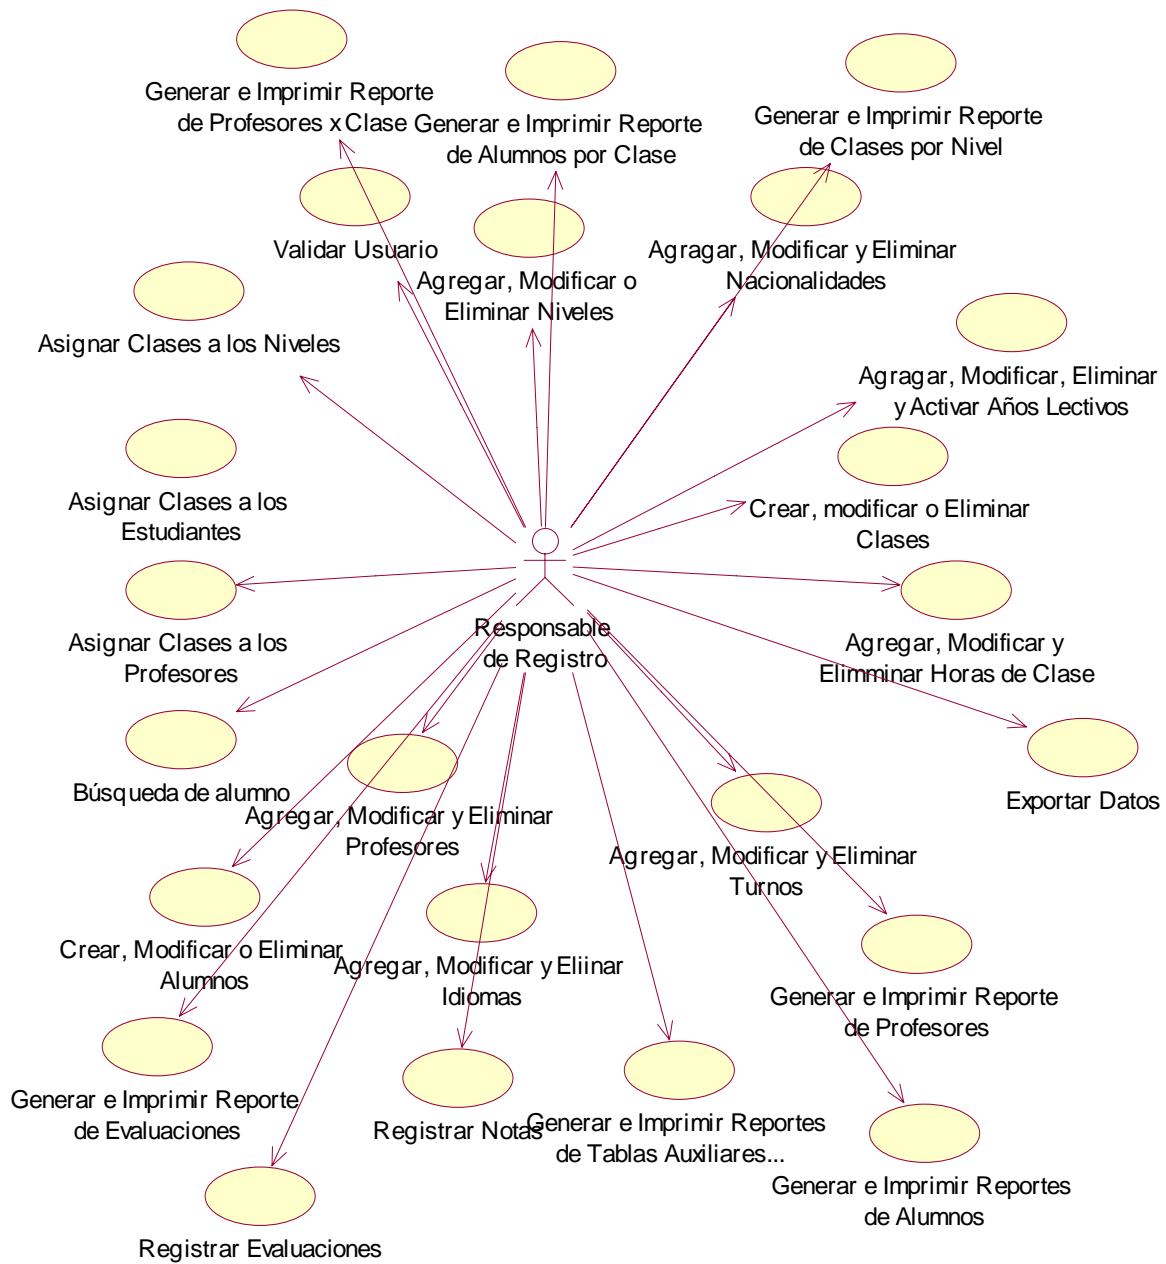 Generar e Imprimir Reporte
de Profesores x Clase
Generar e Imprimir Reporte
de Alumnos por Clase
Generar e Imprimir Reporte
de Clases por Nivel
Validar Usuario
Agregar, Modificar o
Eliminar Niveles
Agragar, Modificar y Eliminar
Nacionalidades
Asignar Clases a los Niveles
Agragar, Modificar, Eliminar
y Activar Años Lectivos
Asignar Clases a los
Estudiantes
Crear, modificar o Eliminar
Clases
Responsable
de Registro
Asignar Clases a los
Profesores
Agregar, Modificar y
Elimminar Horas de Clase
Búsqueda de alumno
Agregar, Modificar y Eliminar
Profesores
Exportar Datos
Agregar, Modificar y Eliminar
Turnos
Crear, Modificar o Eliminar
Alumnos
Agregar, Modificar y Eliinar
Idiomas
Generar e Imprimir Reporte
de Profesores
Generar e Imprimir Reporte
de Evaluaciones
Registrar Notas
Generar e Imprimir Reportes
de Tablas Auxiliares...
Generar e Imprimir Reportes
de Alumnos
Registrar Evaluaciones